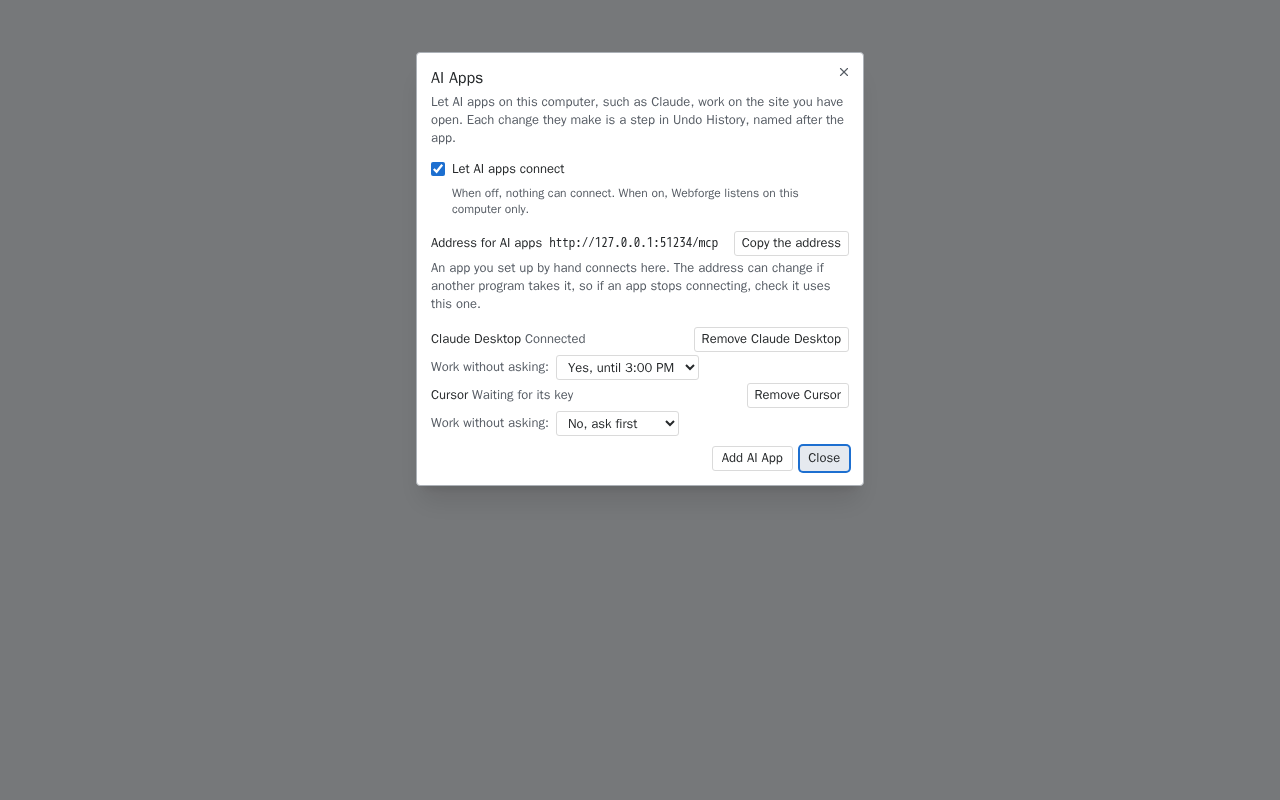 AI Apps
Let AI apps on this computer, such as Claude, work on the site you have
open. Each change they make is a step in Undo History, named after the
app.
Let AI apps connect
When off, nothing can connect. When on, Webforge listens on this
computer only.
Address for AI apps http://127.0.0.1:51234/mcp Copy the address
An app you set up by hand connects here. The address can change if
another program takes it, so if an app stops connecting, check it uses
this one.
Claude Desktop Connected Remove Claude Desktop
Work without asking: Yes, until 3:00 PM
Cursor Waiting for its key Remove Cursor
Work without asking: No, ask first
Add AI App Close